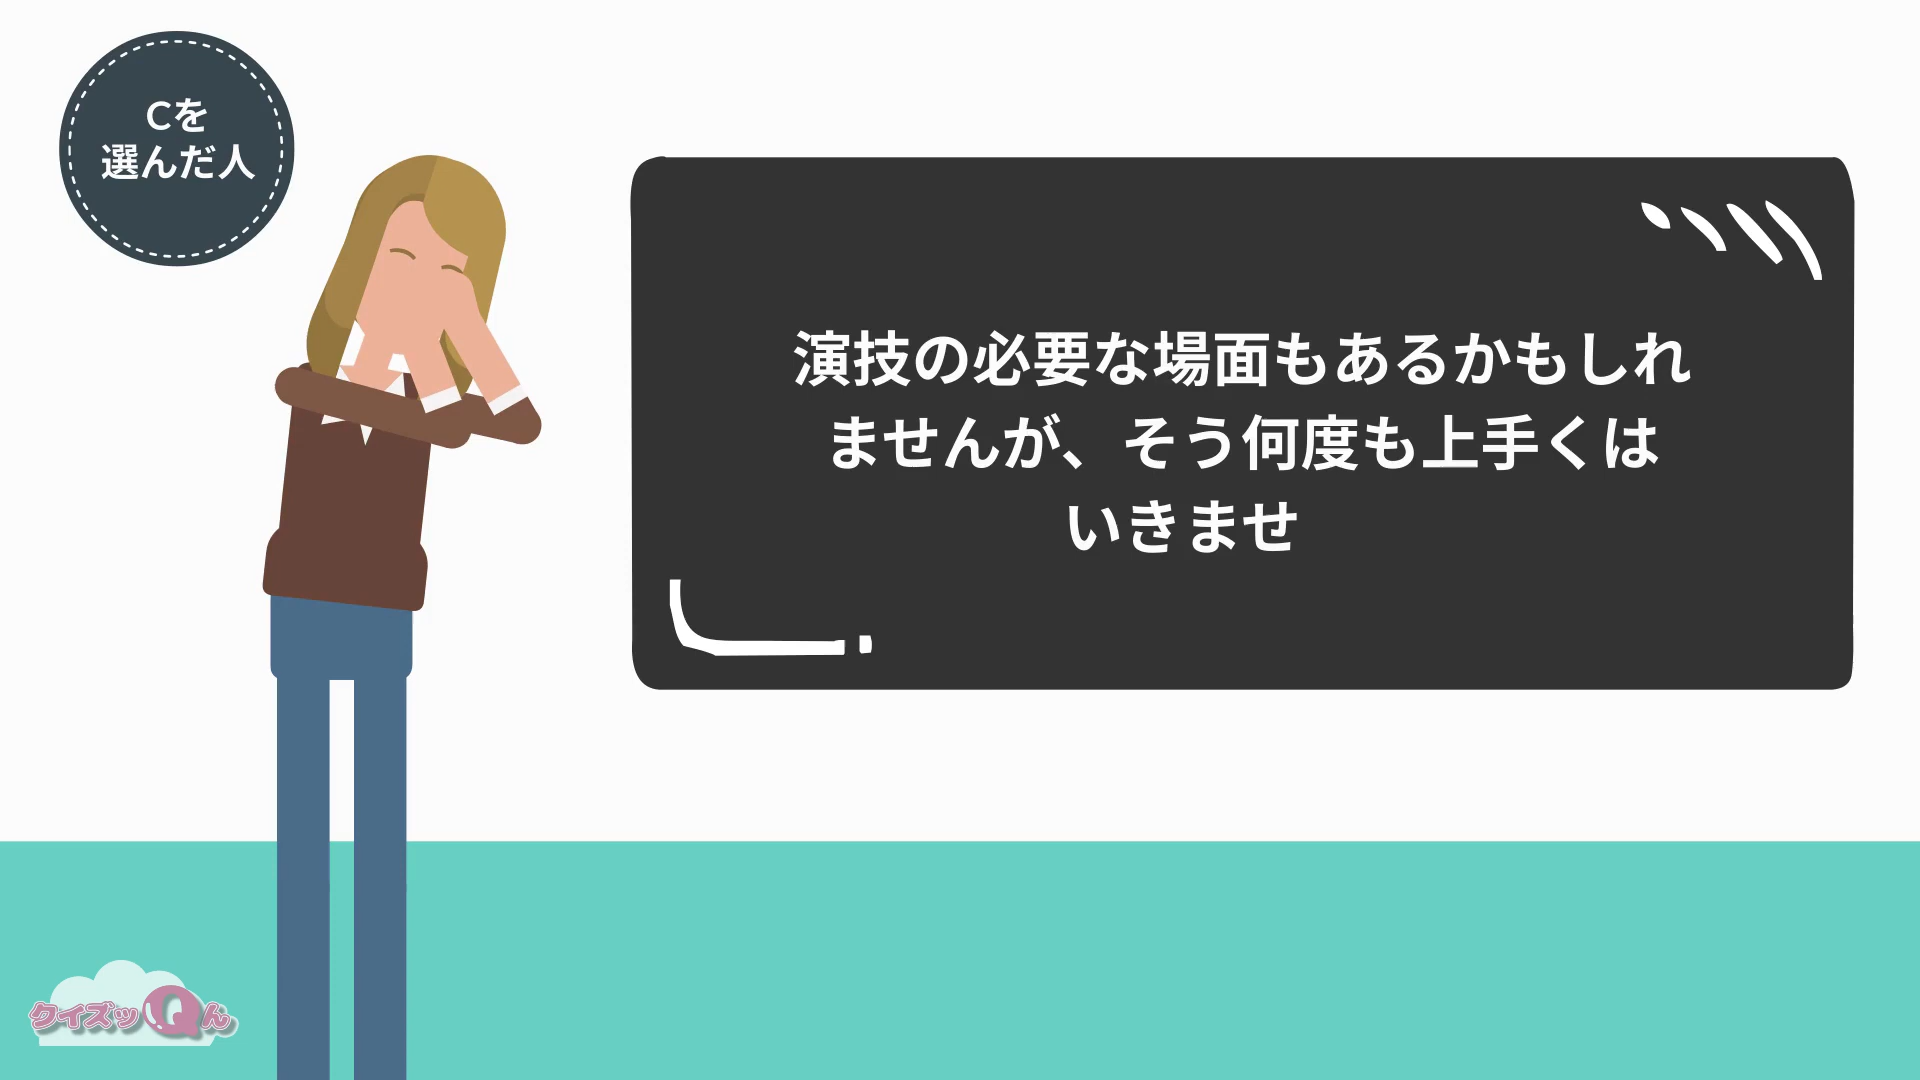 Cを
選んだ人
演技の必要な場面もあるかもしれ
ませんが、そう何度も上手くは
いきませ
クイズッQん